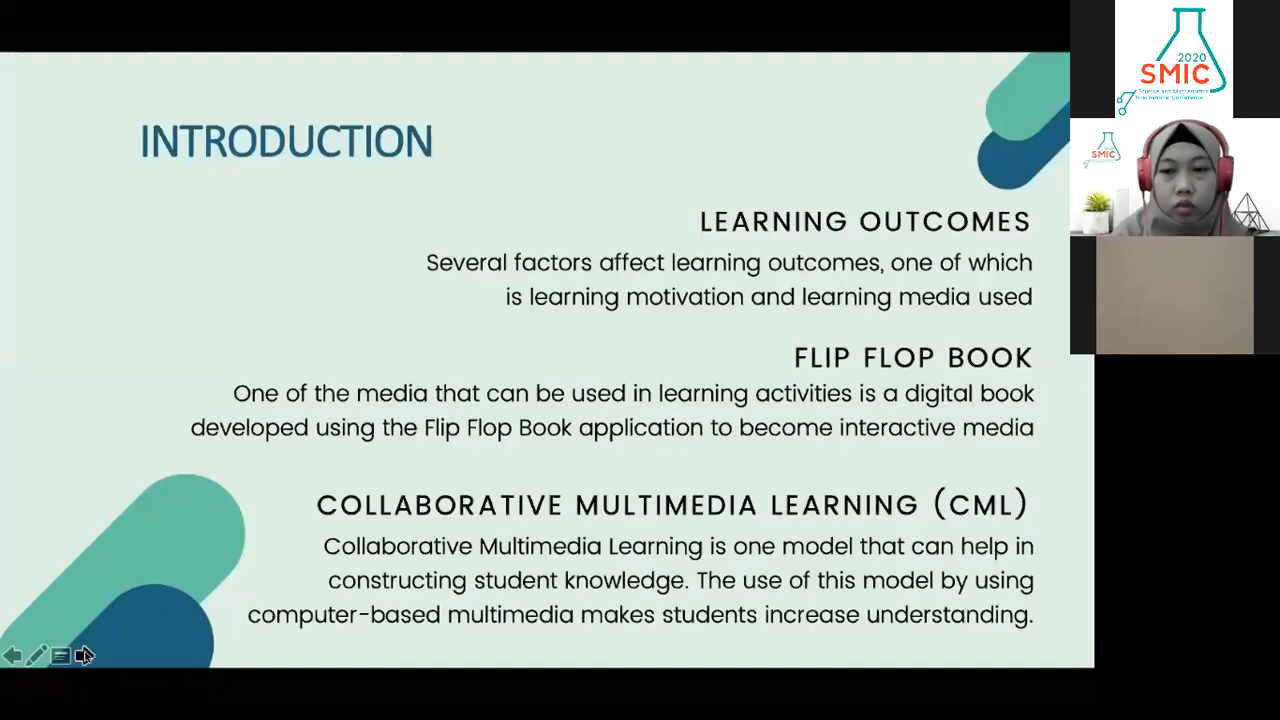 INTRODUCTION
LEARNING OUTCOMES
Several factors affect learning outcomes, one of which
is learning motivation and learning media used
FLIP FLOP BOOK
One of the media that can be used in learning activities is a digital book
developed using the Flip Flop Book application to become interactive media
COLLABORATIVE MULTIMEDIA LEARNING (CML)
Collaborative Multimedia Learning is one model that can help in
constructing student knowledge. The use of this model by using
computer-based multimedia makes students increase understanding.
2020
SMIC
Science and Mathematics
International Conference
2020
SMIC